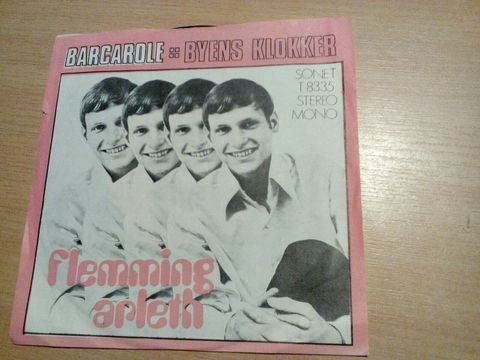 BARCAROLE :: BYENS KLOKKER
SONET
T 8335
STEREO
MONO
flemming
arleth